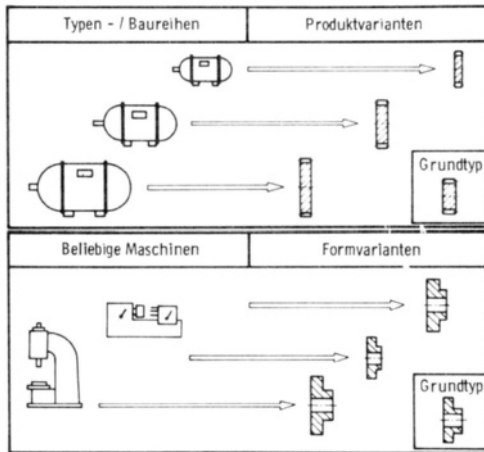 Typen - / Baureihen
Produktvarianten
Grundtyp
Beliebige Maschinen
Formvarianten
Grundtyp